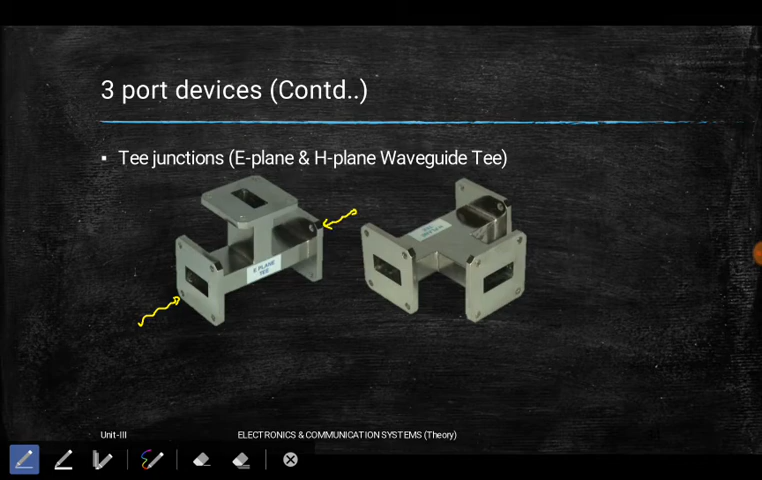 3 port devices (Contd..)
▪ Tee junctions (E-plane & H-plane Waveguide Tee)
E PLANE
TEE
Unit-III
ELECTRONICS & COMMUNICATION SYSTEMS (Theory)